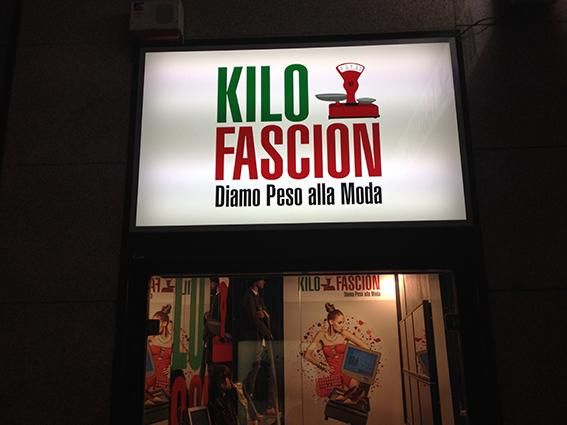 KILO
FASCION
Diamo Peso alla Moda
KILO FASCION
Diamo Peso alla Moda